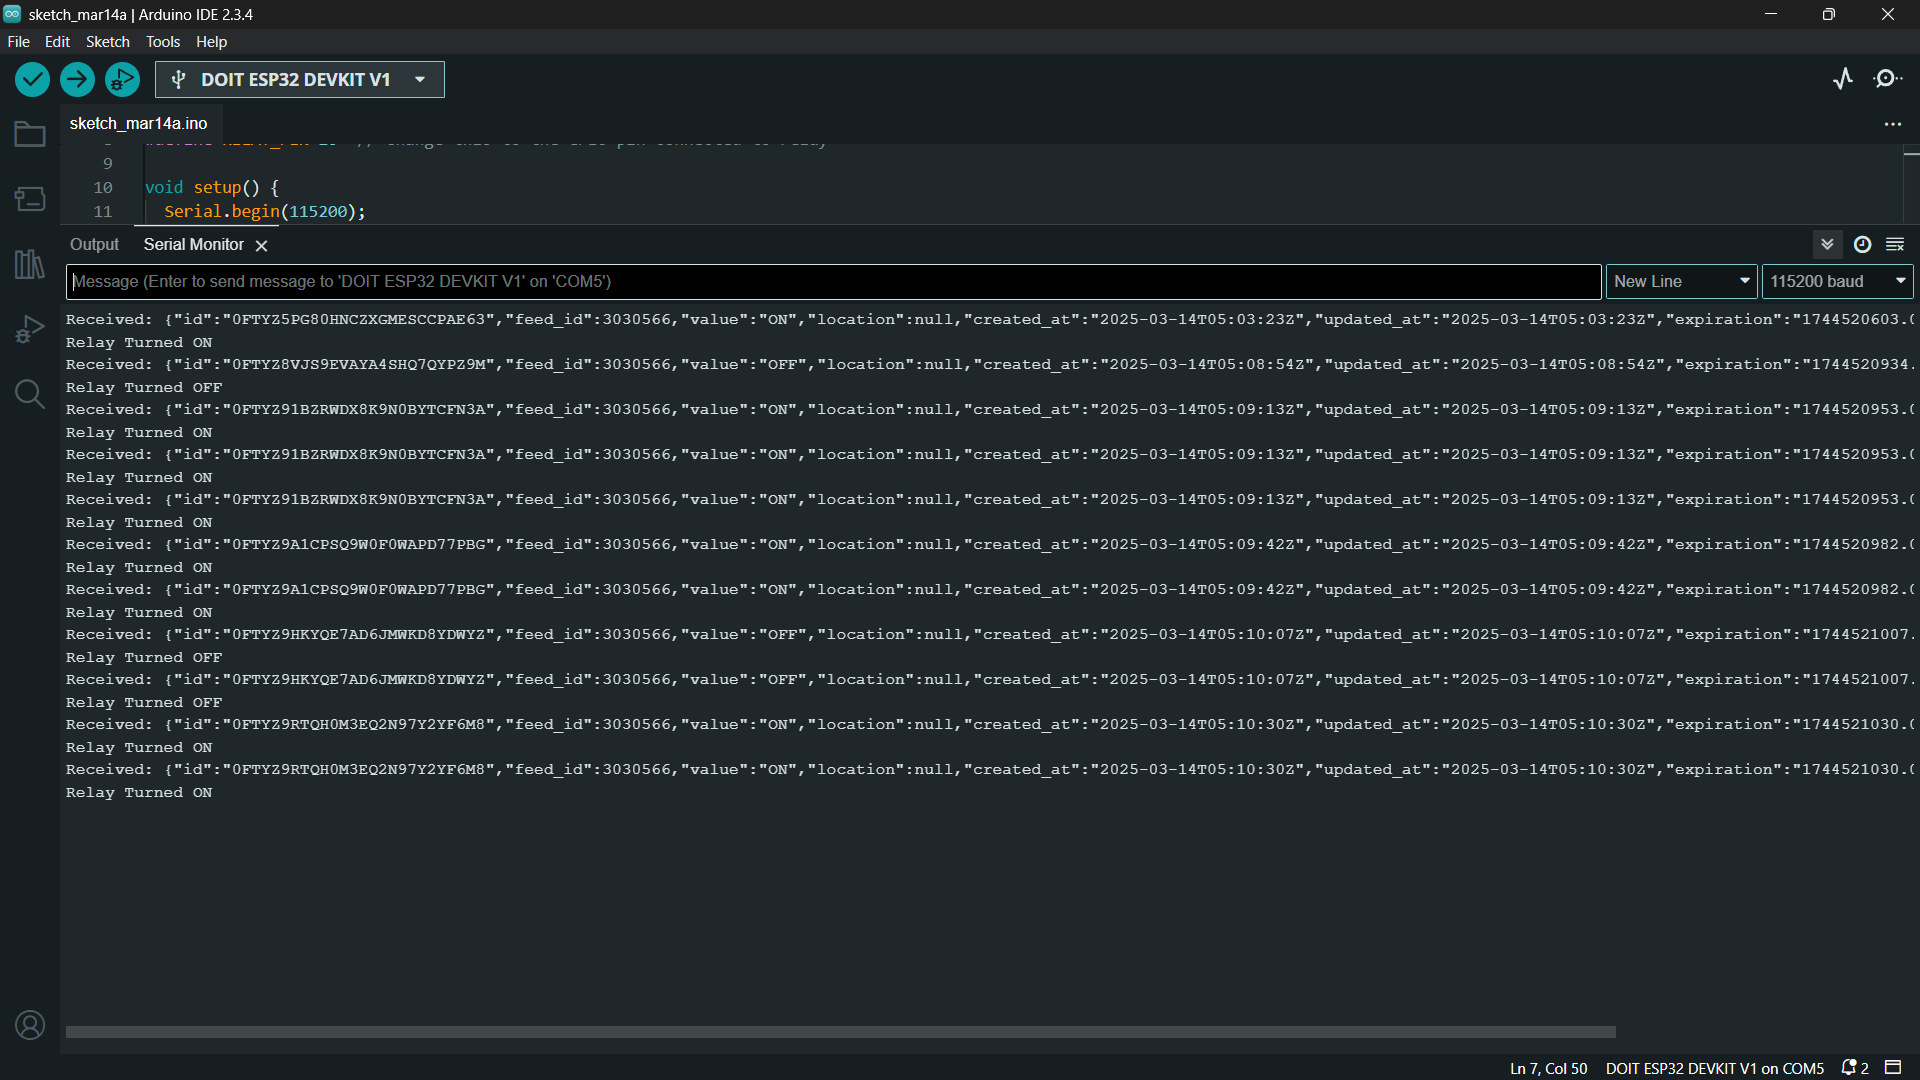 sketch_mar14a | Arduino IDE 2.3.4
File Edit Sketch Tools Help
DOIT ESP32 DEVKIT V1
sketch_mar14a.ino
9
10 void setup() {
11 Serial.begin(115200);
Output Serial Monitor
Message (Enter to send message to 'DOIT ESP32 DEVKIT V1' on 'COM5') New Line 115200 baud
Received: {"id":"0FTYZ5PG80HNCZXGMESCCPAE63","feed_id":3030566,"value":"ON","location":null,"created_at":"2025-03-14T05:03:23Z","updated_at":"2025-03-14T05:03:23Z","expiration":"1744520603.0
Relay Turned ON
Received: {"id":"0FTYZ8VJS9EVAYA4SHQ7QYPZ9M","feed_id":3030566,"value":"OFF","location":null,"created_at":"2025-03-14T05:08:54Z","updated_at":"2025-03-14T05:08:54Z","expiration":"1744520934.
Relay Turned OFF
Received: {"id":"0FTYZ91BZRWDX8K9N0BYTCFN3A","feed_id":3030566,"value":"ON","location":null,"created_at":"2025-03-14T05:09:13Z","updated_at":"2025-03-14T05:09:13Z","expiration":"1744520953.0
Relay Turned ON
Received: {"id":"0FTYZ91BZRWDX8K9N0BYTCFN3A","feed_id":3030566,"value":"ON","location":null,"created_at":"2025-03-14T05:09:13Z","updated_at":"2025-03-14T05:09:13Z","expiration":"1744520953.0
Relay Turned ON
Received: {"id":"0FTYZ91BZRWDX8K9N0BYTCFN3A","feed_id":3030566,"value":"ON","location":null,"created_at":"2025-03-14T05:09:13Z","updated_at":"2025-03-14T05:09:13Z","expiration":"1744520953.0
Relay Turned ON
Received: {"id":"0FTYZ9A1CPSQ9W0F0WAPD77PBG","feed_id":3030566,"value":"ON","location":null,"created_at":"2025-03-14T05:09:42Z","updated_at":"2025-03-14T05:09:42Z","expiration":"1744520982.0
Relay Turned ON
Received: {"id":"0FTYZ9A1CPSQ9W0F0WAPD77PBG","feed_id":3030566,"value":"ON","location":null,"created_at":"2025-03-14T05:09:42Z","updated_at":"2025-03-14T05:09:42Z","expiration":"1744520982.0
Relay Turned ON
Received: {"id":"0FTYZ9HKYQE7AD6JMWKD8YDWYZ","feed_id":3030566,"value":"OFF","location":null,"created_at":"2025-03-14T05:10:07Z","updated_at":"2025-03-14T05:10:07Z","expiration":"1744521007.
Relay Turned OFF
Received: {"id":"0FTYZ9HKYQE7AD6JMWKD8YDWYZ","feed_id":3030566,"value":"OFF","location":null,"created_at":"2025-03-14T05:10:07Z","updated_at":"2025-03-14T05:10:07Z","expiration":"1744521007.
Relay Turned OFF
Received: {"id":"0FTYZ9RTQH0M3EQ2N97Y2YF6M8","feed_id":3030566,"value":"ON","location":null,"created_at":"2025-03-14T05:10:30Z","updated_at":"2025-03-14T05:10:30Z","expiration":"1744521030.0
Relay Turned ON
Received: {"id":"0FTYZ9RTQH0M3EQ2N97Y2YF6M8","feed_id":3030566,"value":"ON","location":null,"created_at":"2025-03-14T05:10:30Z","updated_at":"2025-03-14T05:10:30Z","expiration":"1744521030.0
Relay Turned ON
Ln 7, Col 50 DOIT ESP32 DEVKIT V1 on COM5 2